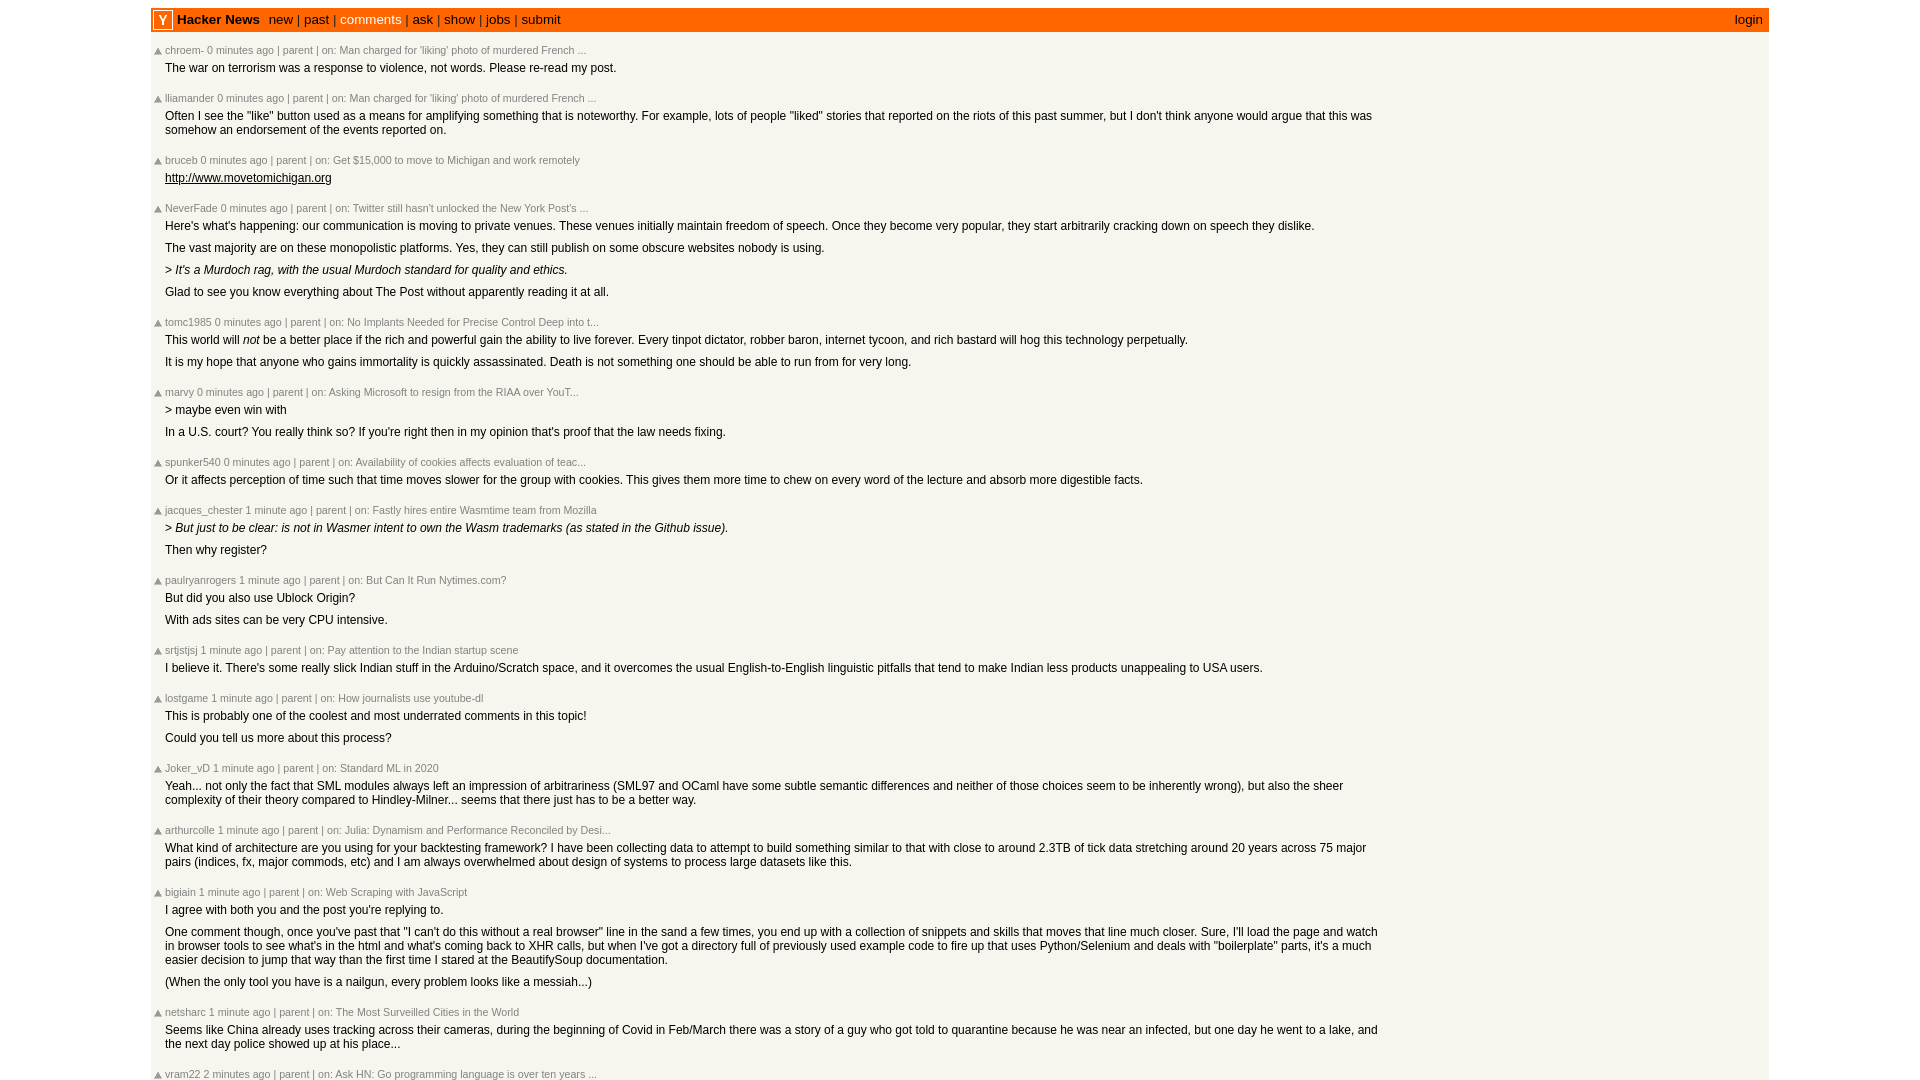 Y Hacker News new | past | comments | ask | show | jobs | submit login
chroem- 0 minutes ago | parent | on: Man charged for 'liking' photo of murdered French ...
The war on terrorism was a response to violence, not words. Please re-read my post.
lliamander 0 minutes ago | parent | on: Man charged for 'liking' photo of murdered French ...
Often I see the "like" button used as a means for amplifying something that is noteworthy. For example, lots of people "liked" stories that reported on the riots of this past summer, but I don't think anyone would argue that this was
somehow an endorsement of the events reported on.
bruceb 0 minutes ago | parent | on: Get $15,000 to move to Michigan and work remotely
http://www.movetomichigan.org
NeverFade 0 minutes ago | parent | on: Twitter still hasn't unlocked the New York Post's ...
Here's what's happening: our communication is moving to private venues. These venues initially maintain freedom of speech. Once they become very popular, they start arbitrarily cracking down on speech they dislike.
The vast majority are on these monopolistic platforms. Yes, they can still publish on some obscure websites nobody is using.
> It's a Murdoch rag, with the usual Murdoch standard for quality and ethics.
Glad to see you know everything about The Post without apparently reading it at all.
tomc1985 0 minutes ago | parent | on: No Implants Needed for Precise Control Deep into t...
This world will not be a better place if the rich and powerful gain the ability to live forever. Every tinpot dictator, robber baron, internet tycoon, and rich bastard will hog this technology perpetually.
It is my hope that anyone who gains immortality is quickly assassinated. Death is not something one should be able to run from for very long.
marvy 0 minutes ago | parent | on: Asking Microsoft to resign from the RIAA over YouT...
> maybe even win with
In a U.S. court? You really think so? If you're right then in my opinion that's proof that the law needs fixing.
spunker540 0 minutes ago | parent | on: Availability of cookies affects evaluation of teac...
Or it affects perception of time such that time moves slower for the group with cookies. This gives them more time to chew on every word of the lecture and absorb more digestible facts.
jacques_chester 1 minute ago | parent | on: Fastly hires entire Wasmtime team from Mozilla
> But just to be clear: is not in Wasmer intent to own the Wasm trademarks (as stated in the Github issue).
Then why register?
paulryanrogers 1 minute ago | parent | on: But Can It Run Nytimes.com?
But did you also use Ublock Origin?
With ads sites can be very CPU intensive.
srtjstjsj 1 minute ago | parent | on: Pay attention to the Indian startup scene
I believe it. There's some really slick Indian stuff in the Arduino/Scratch space, and it overcomes the usual English-to-English linguistic pitfalls that tend to make Indian less products unappealing to USA users.
lostgame 1 minute ago | parent | on: How journalists use youtube-dl
This is probably one of the coolest and most underrated comments in this topic!
Could you tell us more about this process?
Joker_vD 1 minute ago | parent | on: Standard ML in 2020
Yeah... not only the fact that SML modules always left an impression of arbitrariness (SML97 and OCaml have some subtle semantic differences and neither of those choices seem to be inherently wrong), but also the sheer
complexity of their theory compared to Hindley-Milner... seems that there just has to be a better way.
arthurcolle 1 minute ago | parent | on: Julia: Dynamism and Performance Reconciled by Desi...
What kind of architecture are you using for your backtesting framework? I have been collecting data to attempt to build something similar to that with close to around 2.3TB of tick data stretching around 20 years across 75 major
pairs (indices, fx, major commods, etc) and I am always overwhelmed about design of systems to process large datasets like this.
bigiain 1 minute ago | parent | on: Web Scraping with JavaScript
I agree with both you and the post you're replying to.
One comment though, once you've past that "I can't do this without a real browser" line in the sand a few times, you end up with a collection of snippets and skills that moves that line much closer. Sure, I'll load the page and watch
in browser tools to see what's in the html and what's coming back to XHR calls, but when I've got a directory full of previously used example code to fire up that uses Python/Selenium and deals with "boilerplate" parts, it's a much
easier decision to jump that way than the first time I stared at the BeautifySoup documentation.
(When the only tool you have is a nailgun, every problem looks like a messiah...)
netsharc 1 minute ago | parent | on: The Most Surveilled Cities in the World
Seems like China already uses tracking across their cameras, during the beginning of Covid in Feb/March there was a story of a guy who got told to quarantine because he was near an infected, but one day he went to a lake, and
the next day police showed up at his place...
vram22 2 minutes ago | parent | on: Ask HN: Go programming language is over ten years ...